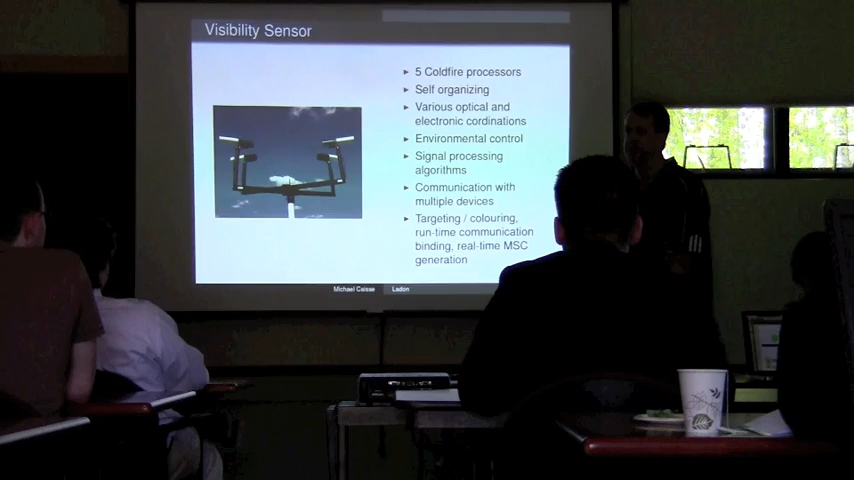 Visibility Sensor
5 Coldfire processors
Self organizing
Various optical and
electronic cordinations
Environmental control
Signal processing
algorithms
Communication with
multiple devices
Targeting / colouring,
run-time communication
binding, real-time MSC
generation
Michael Caisse Ladon